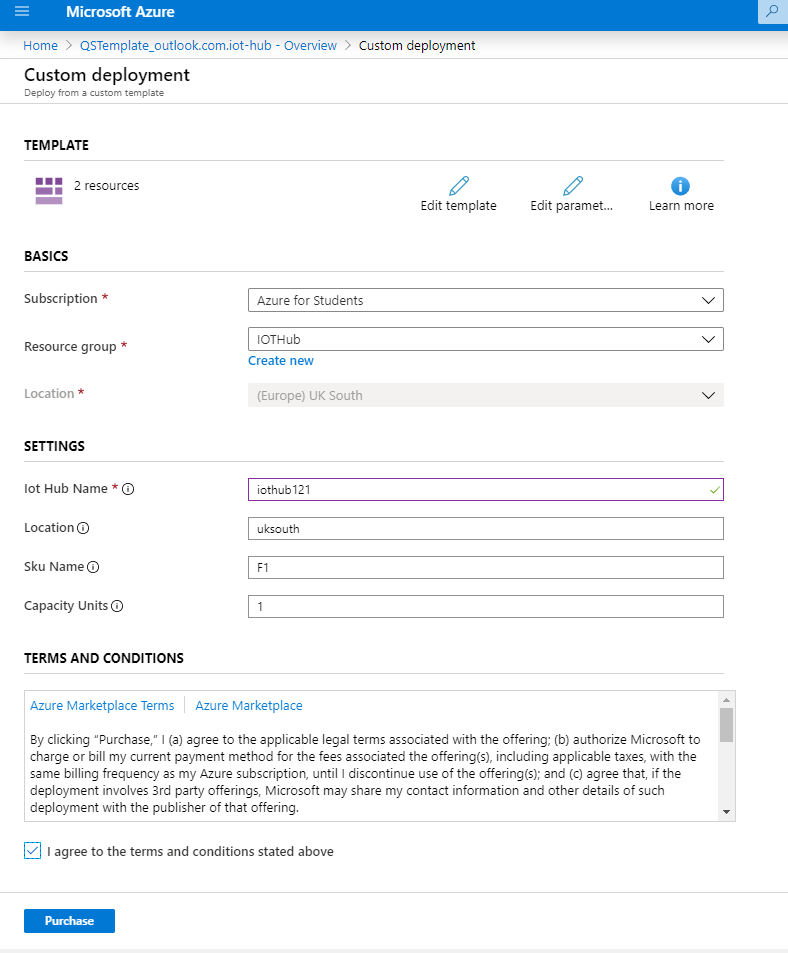 Microsoft Azure
Home > QSTemplate_outlook.com.iot-hub - Overview > Custom deployment
Custom deployment
Deploy from a custom template
TEMPLATE
2 resources
Edit template
Edit paramet...
Learn more
BASICS
Subscription *
Azure for Students
Resource group *
IOTHub
Create new
Location *
(Europe) UK South
SETTINGS
Iot Hub Name *
iothub121
Location
uksouth
Sku Name
F1
Capacity Units
1
TERMS AND CONDITIONS
Azure Marketplace Terms | Azure Marketplace
By clicking “Purchase,” I (a) agree to the applicable legal terms associated with the offering; (b) authorize Microsoft to
charge or bill my current payment method for the fees associated the offering(s), including applicable taxes, with the
same billing frequency as my Azure subscription, until I discontinue use of the offering(s); and (c) agree that, if the
deployment involves 3rd party offerings, Microsoft may share my contact information and other details of such
deployment with the publisher of that offering.
I agree to the terms and conditions stated above
Purchase